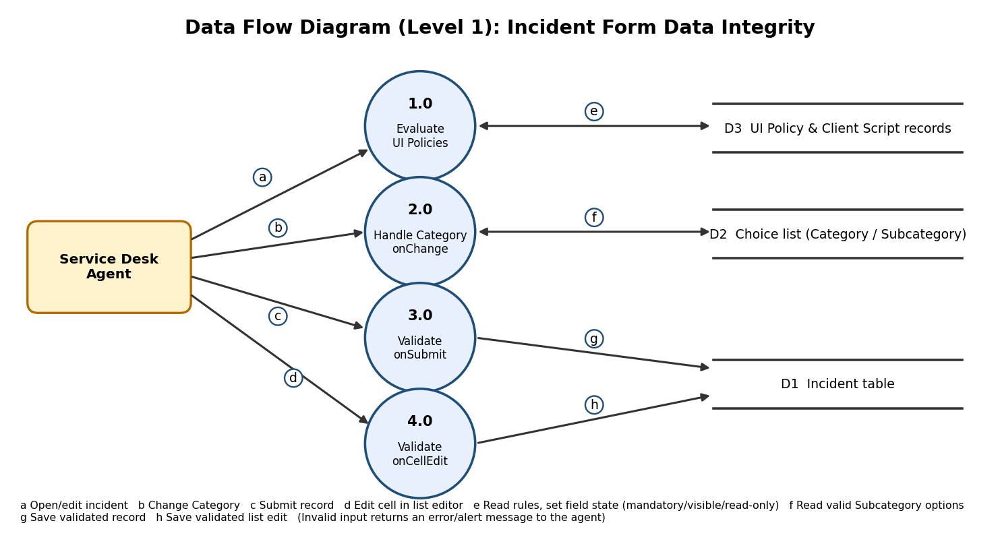 Data Flow Diagram (Level 1): Incident Form Data Integrity
1.0
Evaluate
UI Policies
e
D3  UI Policy & Client Script records
a
2.0
Handle Category
onChange
b
f
D2  Choice list (Category / Subcategory)
Service Desk
Agent
c
3.0
Validate
onSubmit
g
d
D1  Incident table
4.0
Validate
onCellEdit
h
a Open/edit incident   b Change Category   c Submit record   d Edit cell in list editor   e Read rules, set field state (mandatory/visible/read-only)   f Read valid Subcategory options
g Save validated record   h Save validated list edit   (Invalid input returns an error/alert message to the agent)